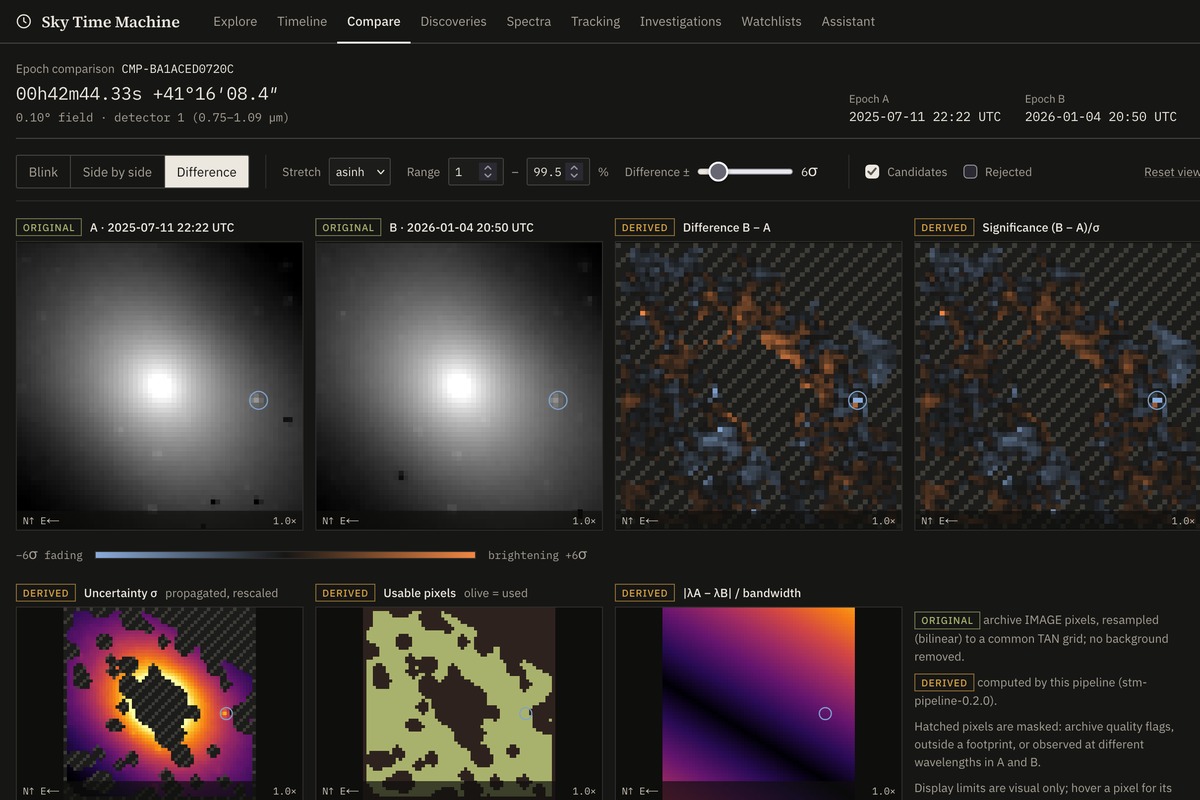 Sky Time Machine Explore Timeline Compare Discoveries Spectra Tracking Investigations Watchlists Assistant
Epoch comparison CMP-BA1ACED0720C
00h42m44.33s +41°16′08.4″
0.10° field · detector 1 (0.75–1.09 µm)
Epoch A
2025-07-11 22:22 UTC
Epoch B
2026-01-04 20:50 UTC
Blink Side by side Difference Stretch asinh Range 1 – 99.5 % Difference ± 6σ Candidates Rejected Reset view
ORIGINAL A · 2025-07-11 22:22 UTC
ORIGINAL B · 2026-01-04 20:50 UTC
DERIVED Difference B – A
DERIVED Significance (B – A)/σ
N↑ E← 1.0×
N↑ E← 1.0×
N↑ E← 1.0×
N↑ E← 1.0×
−6σ fading brightening +6σ
DERIVED Uncertainty σ propagated, rescaled
DERIVED Usable pixels olive = used
DERIVED |λA – λB| / bandwidth
N↑ E← 1.0×
N↑ E← 1.0×
N↑ E← 1.0×
ORIGINAL archive IMAGE pixels, resampled
(bilinear) to a common TAN grid; no background
removed.
DERIVED computed by this pipeline (stm-
pipeline-0.2.0).
Hatched pixels are masked: archive quality flags,
outside a footprint, or observed at different
wavelengths in A and B.
Display limits are visual only; hover a pixel for its